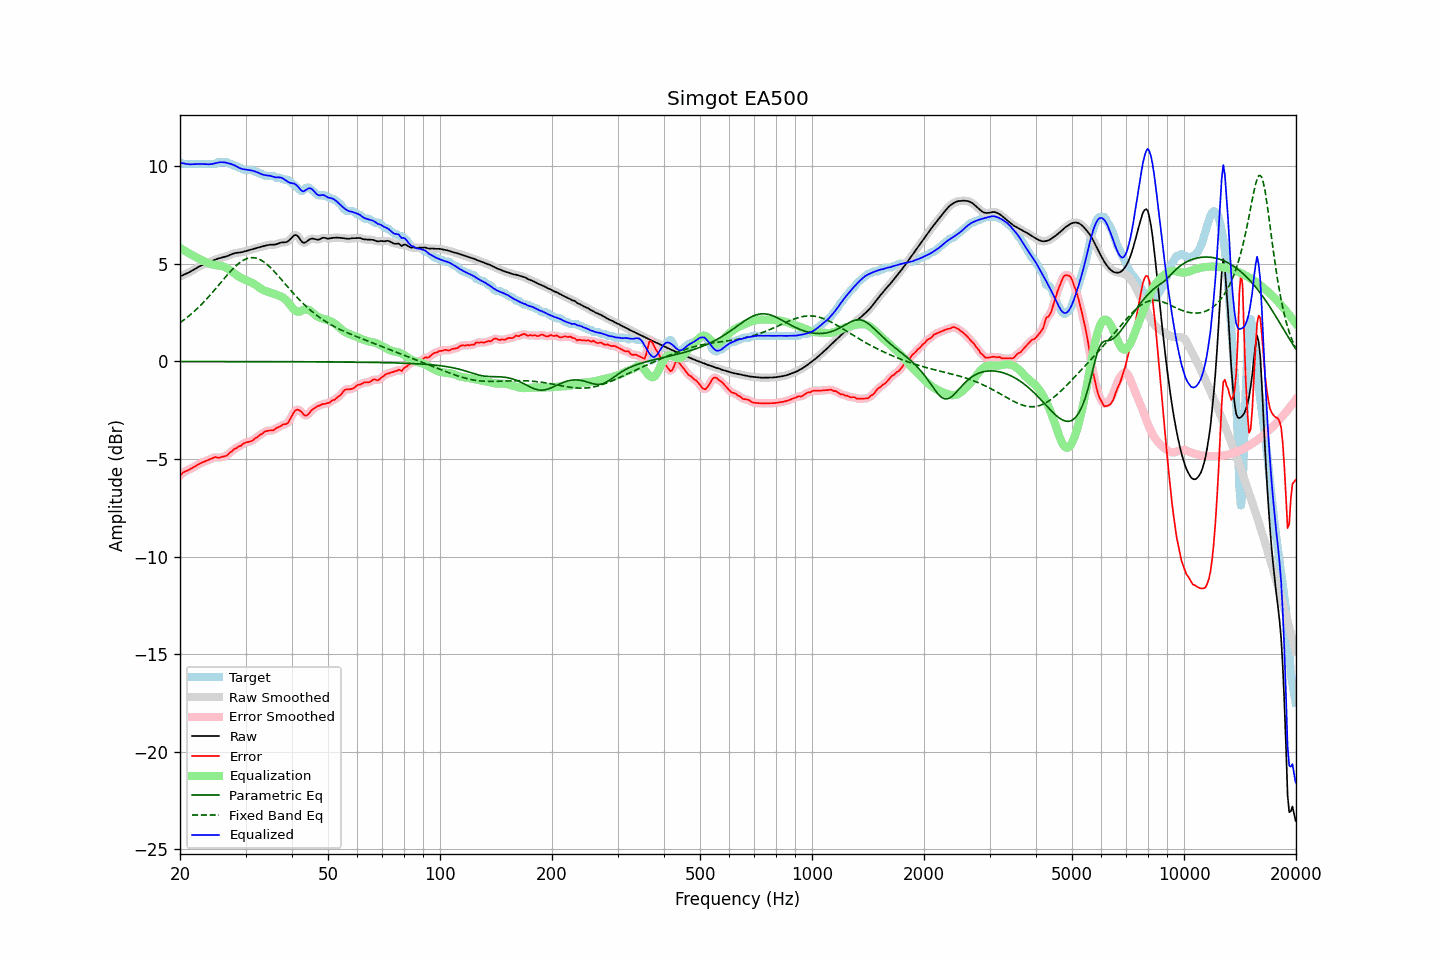 Simgot EA500
Amplitude (dBr)
10
5
0
−5
−10
−15
−20
−25
Target
Raw Smoothed
Error Smoothed
Raw
Error
Equalization
Parametric Eq
Fixed Band Eq
Equalized
20 50 100 200 500 1000 2000 5000 10000 20000
Frequency (Hz)